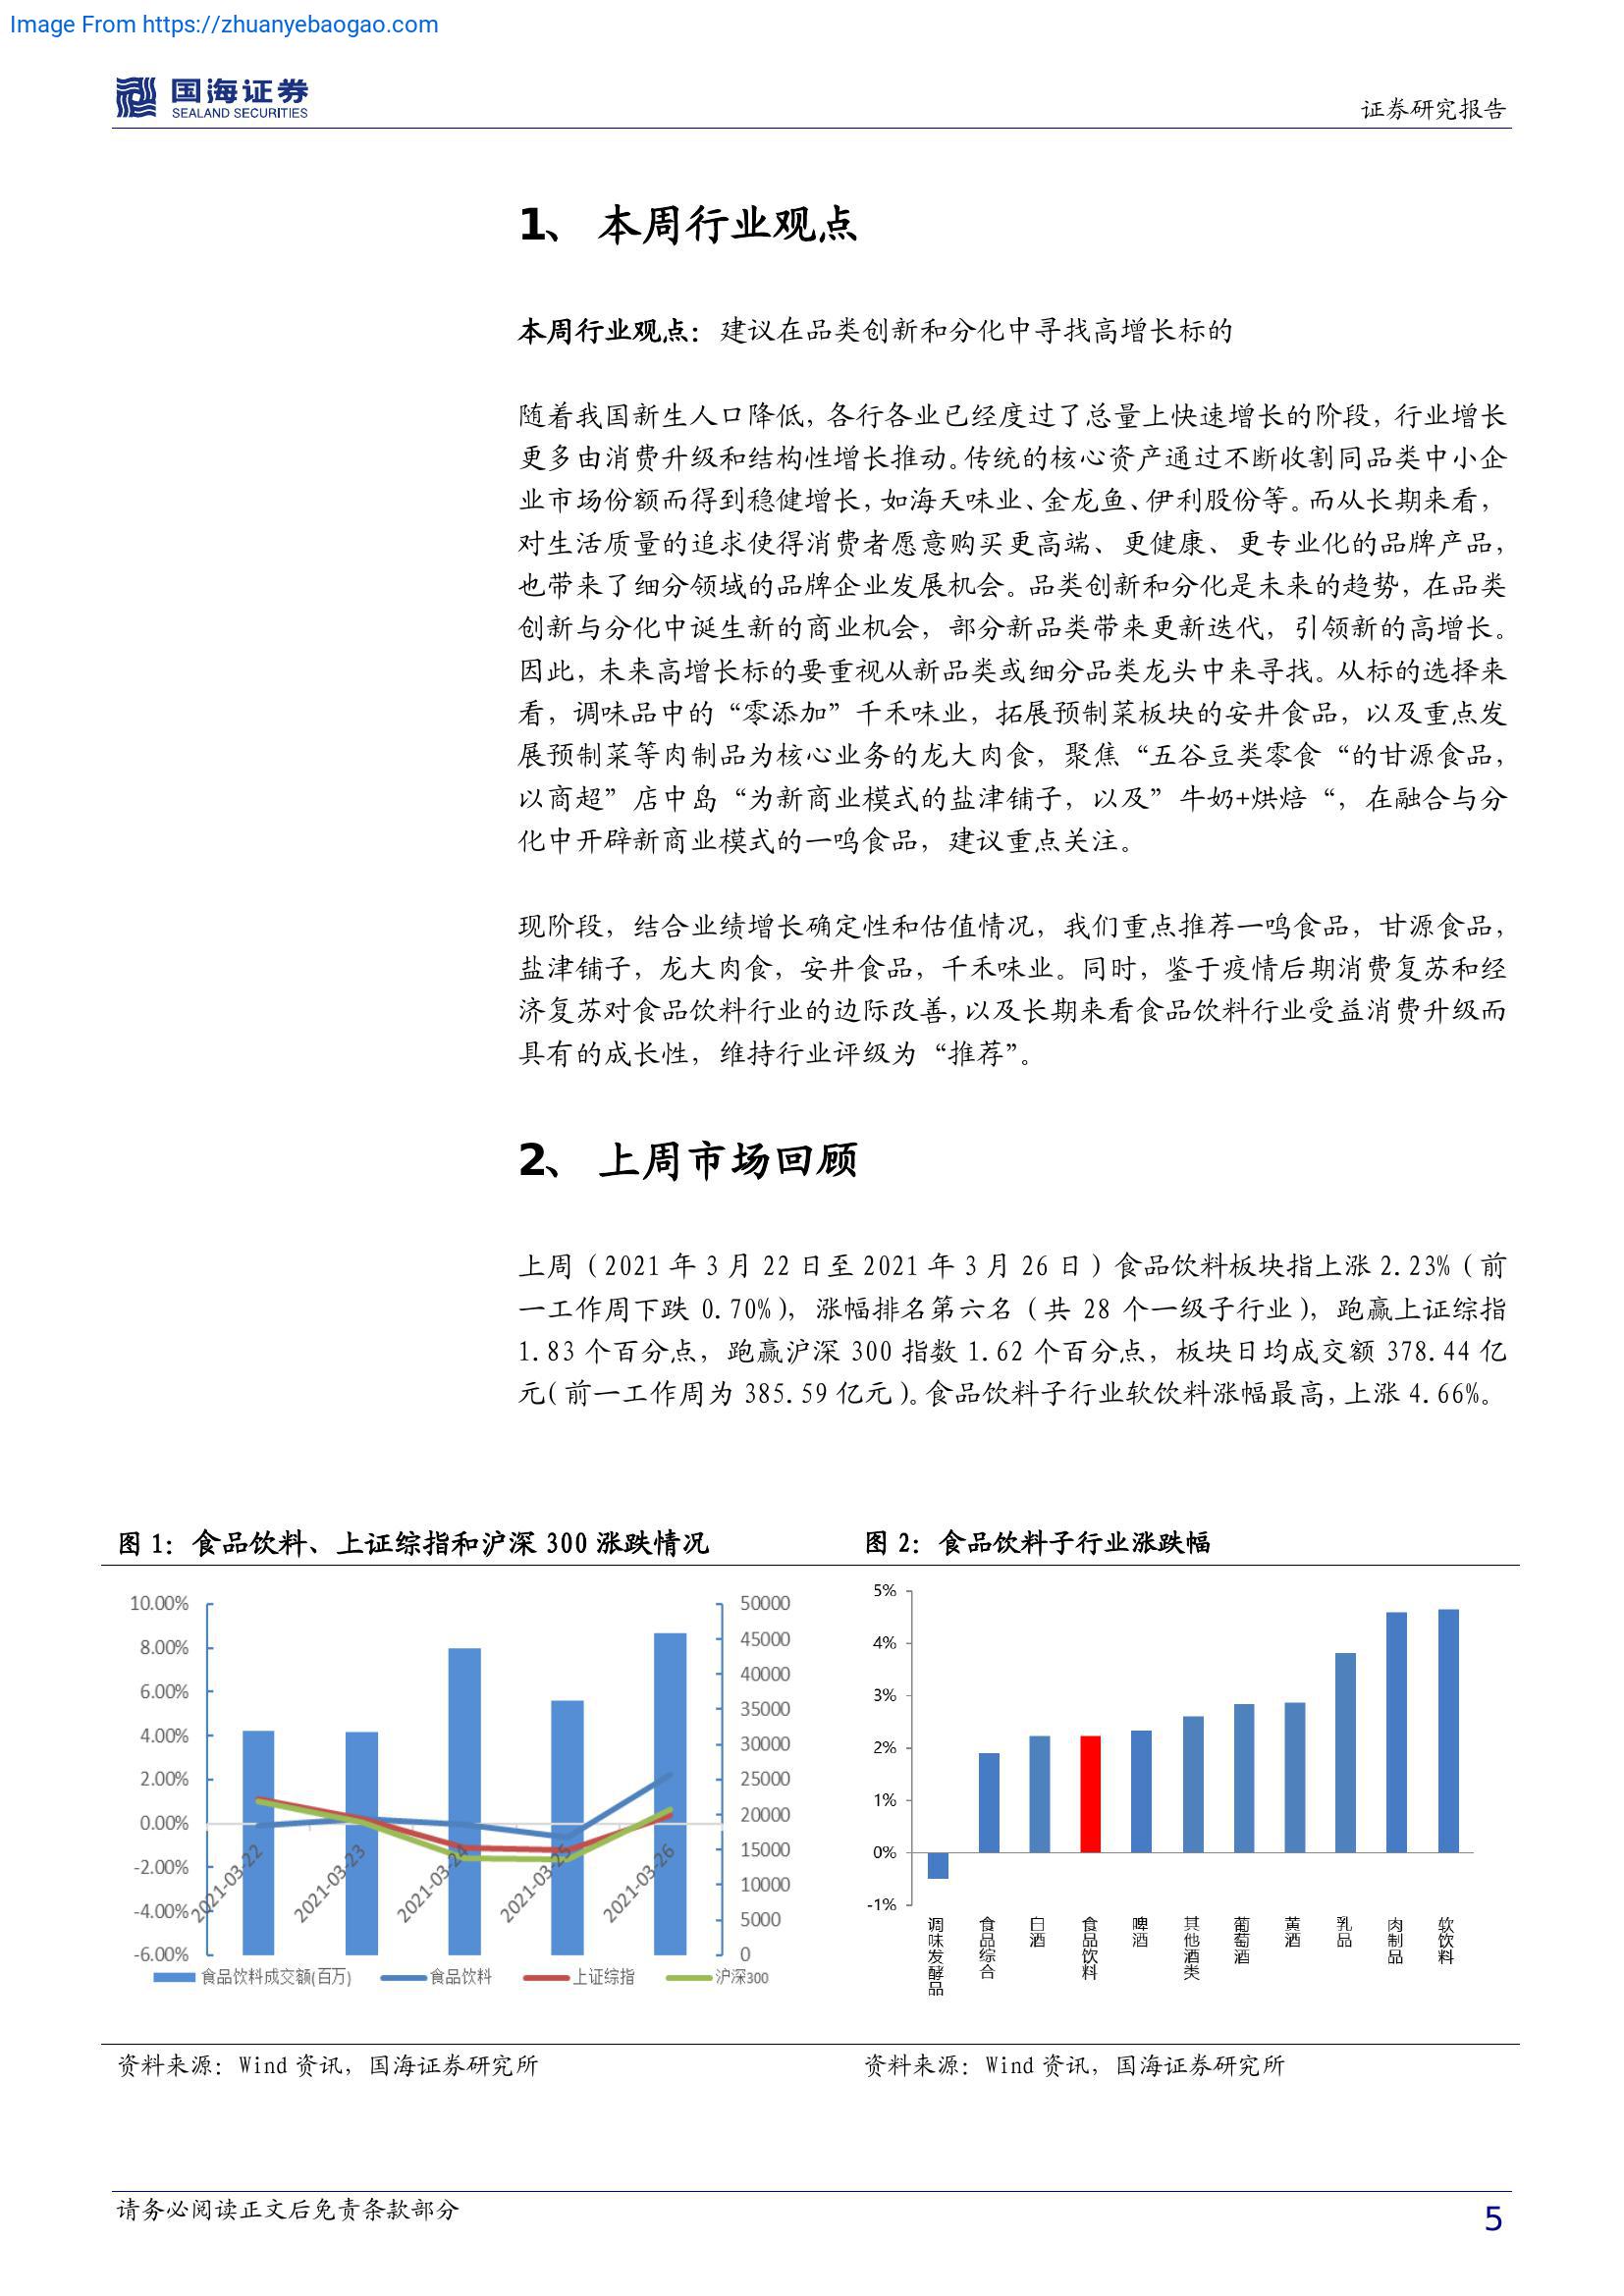 Image From https://zhuanyebaogao.com
国海证券
SEALAND SECURITIES
证券研究报告
1、 本周行业观点
本周行业观点：建议在品类创新和分化中寻找高增长标的
随着我国新生人口降低，各行各业已经度过了总量上快速增长的阶段，行业增长
更多由消费升级和结构性增长推动。传统的核心资产通过不断收割同品类中小企
业市场份额而得到稳健增长，如海天味业、金龙鱼、伊利股份等。而从长期来看，
对生活质量的追求使得消费者愿意购买更高端、更健康、更专业化的品牌产品，
也带来了细分领域的品牌企业发展机会。品类创新和分化是未来的趋势，在品类
创新与分化中诞生新的商业机会，部分新品类带来更新迭代，引领新的高增长。
因此，未来高增长标的要重视从新品类或细分品类龙头中来寻找。从标的选择来
看，调味品中的“零添加”千禾味业，拓展预制菜板块的安井食品，以及重点发
展预制菜等肉制品为核心业务的龙大肉食，聚焦“五谷豆类零食“的甘源食品，
以商超”店中岛“为新商业模式的盐津铺子，以及”牛奶+烘焙“，在融合与分
化中开辟新商业模式的一鸣食品，建议重点关注。
现阶段，结合业绩增长确定性和估值情况，我们重点推荐一鸣食品，甘源食品，
盐津铺子，龙大肉食，安井食品，千禾味业。同时，鉴于疫情后期消费复苏和经
济复苏对食品饮料行业的边际改善，以及长期来看食品饮料行业受益消费升级而
具有的成长性，维持行业评级为“推荐”。
2、 上周市场回顾
上周（2021 年 3 月 22 日至 2021 年 3 月 26 日）食品饮料板块指上涨 2.23%（前
一工作周下跌 0.70%），涨幅排名第六名（共 28 个一级子行业），跑赢上证综指
1.83 个百分点，跑赢沪深 300 指数 1.62 个百分点，板块日均成交额 378.44 亿
元（前一工作周为 385.59 亿元）。食品饮料子行业软饮料涨幅最高，上涨 4.66%。
图 1：食品饮料、上证综指和沪深 300 涨跌情况
10.00%
8.00%
6.00%
4.00%
2.00%
0.00%
-2.00%
-4.00%
-6.00%
50000
45000
40000
35000
30000
25000
20000
15000
10000
5000
0
2021-03-22
2021-03-23
2021-03-24
2021-03-25
2021-03-26
食品饮料成交额(百万)
食品饮料
上证综指
沪深300
图 2：食品饮料子行业涨跌幅
5%
4%
3%
2%
1%
0%
-1%
调味发酵品
食品综合
白酒
食品饮料
啤酒
其他酒类
葡萄酒
黄酒
乳品
肉制品
软饮料
资料来源：Wind 资讯，国海证券研究所
资料来源：Wind 资讯，国海证券研究所
请务必阅读正文后免责条款部分
5